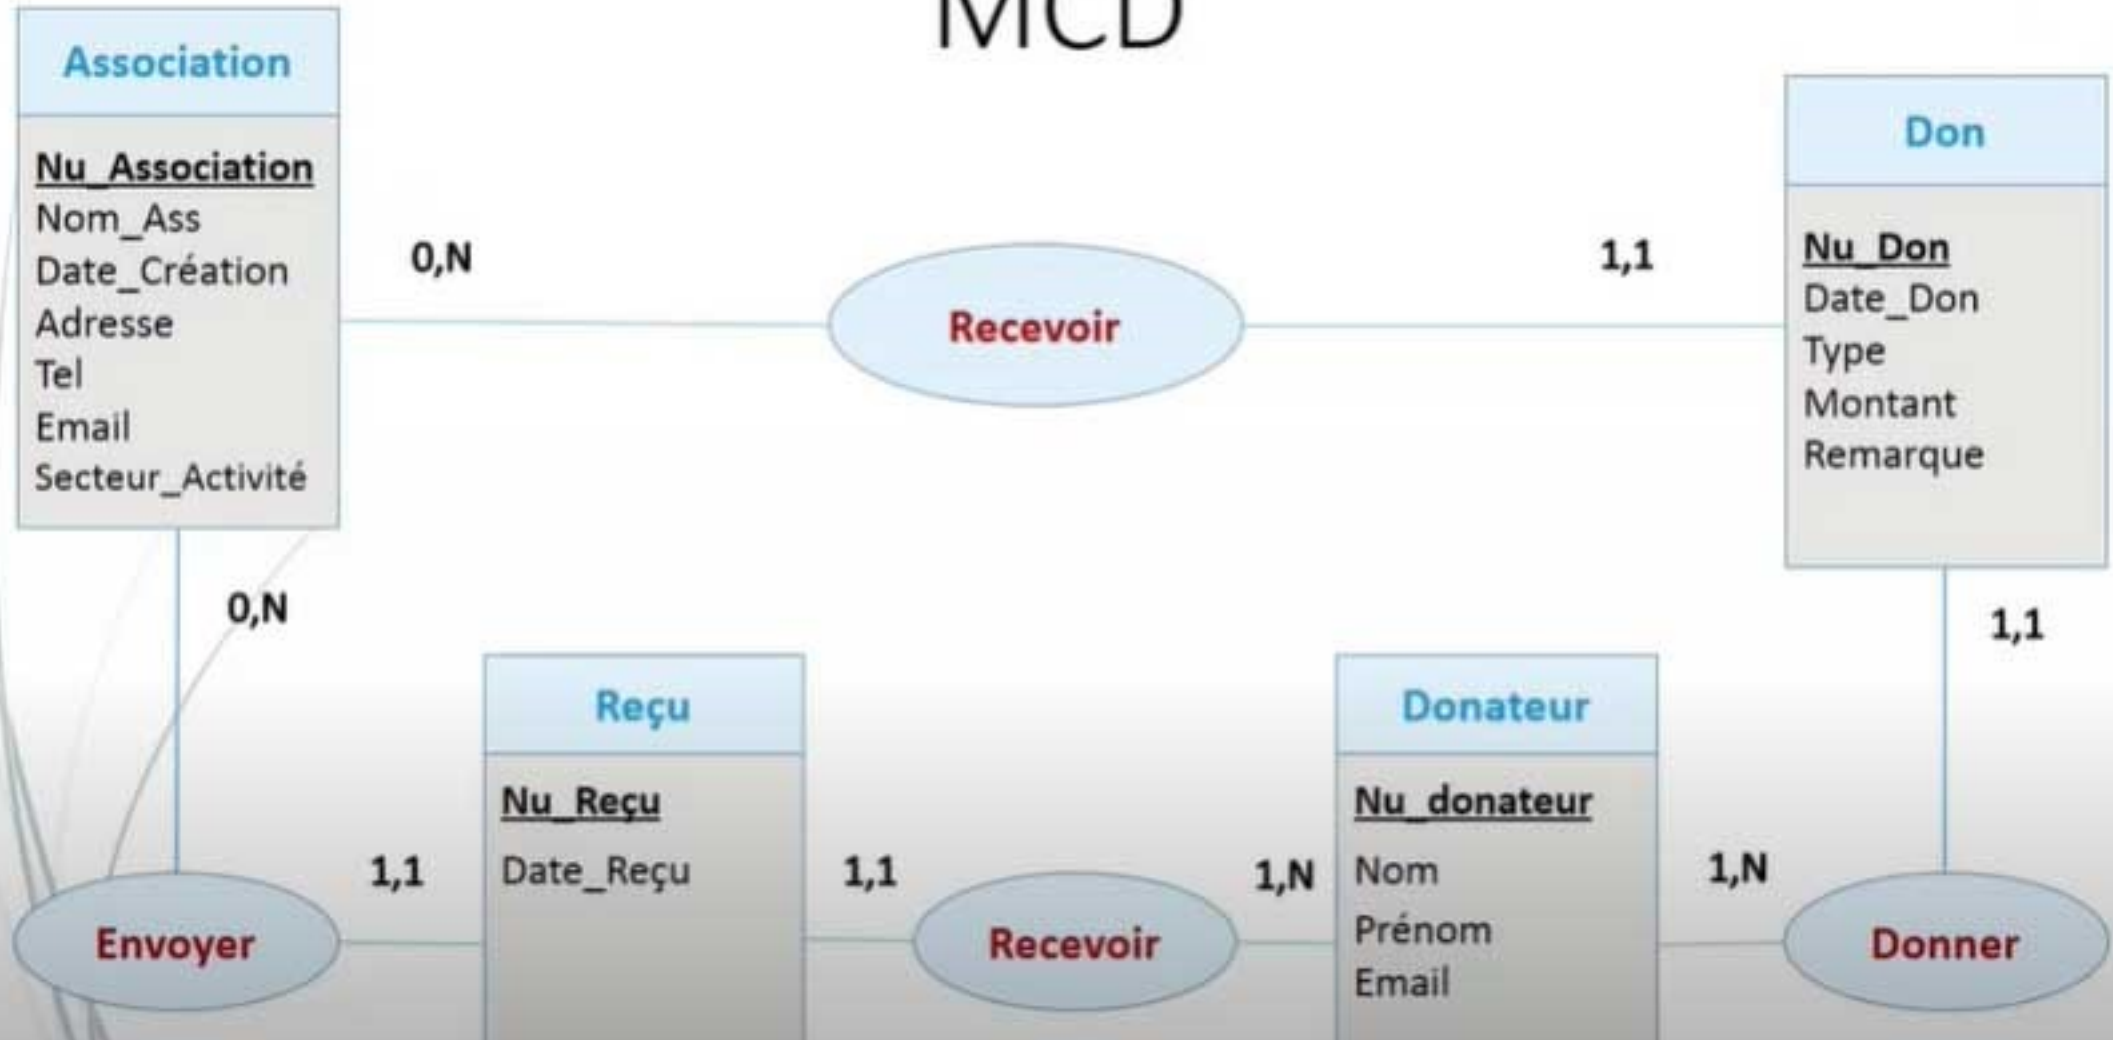 MCD
Association
Nu_Association
Nom_Ass
Date_Création
Adresse
Tel
Email
Secteur_Activité
0,N
Recevoir
1,1
Don
Nu_Don
Date_Don
Type
Montant
Remarque
0,N
1,1
Reçu
Nu_Reçu
Date_Reçu
Donateur
Nu_donateur
Nom
Prénom
Email
Envoyer
1,1
1,1
Recevoir
1,N
1,N
Donner